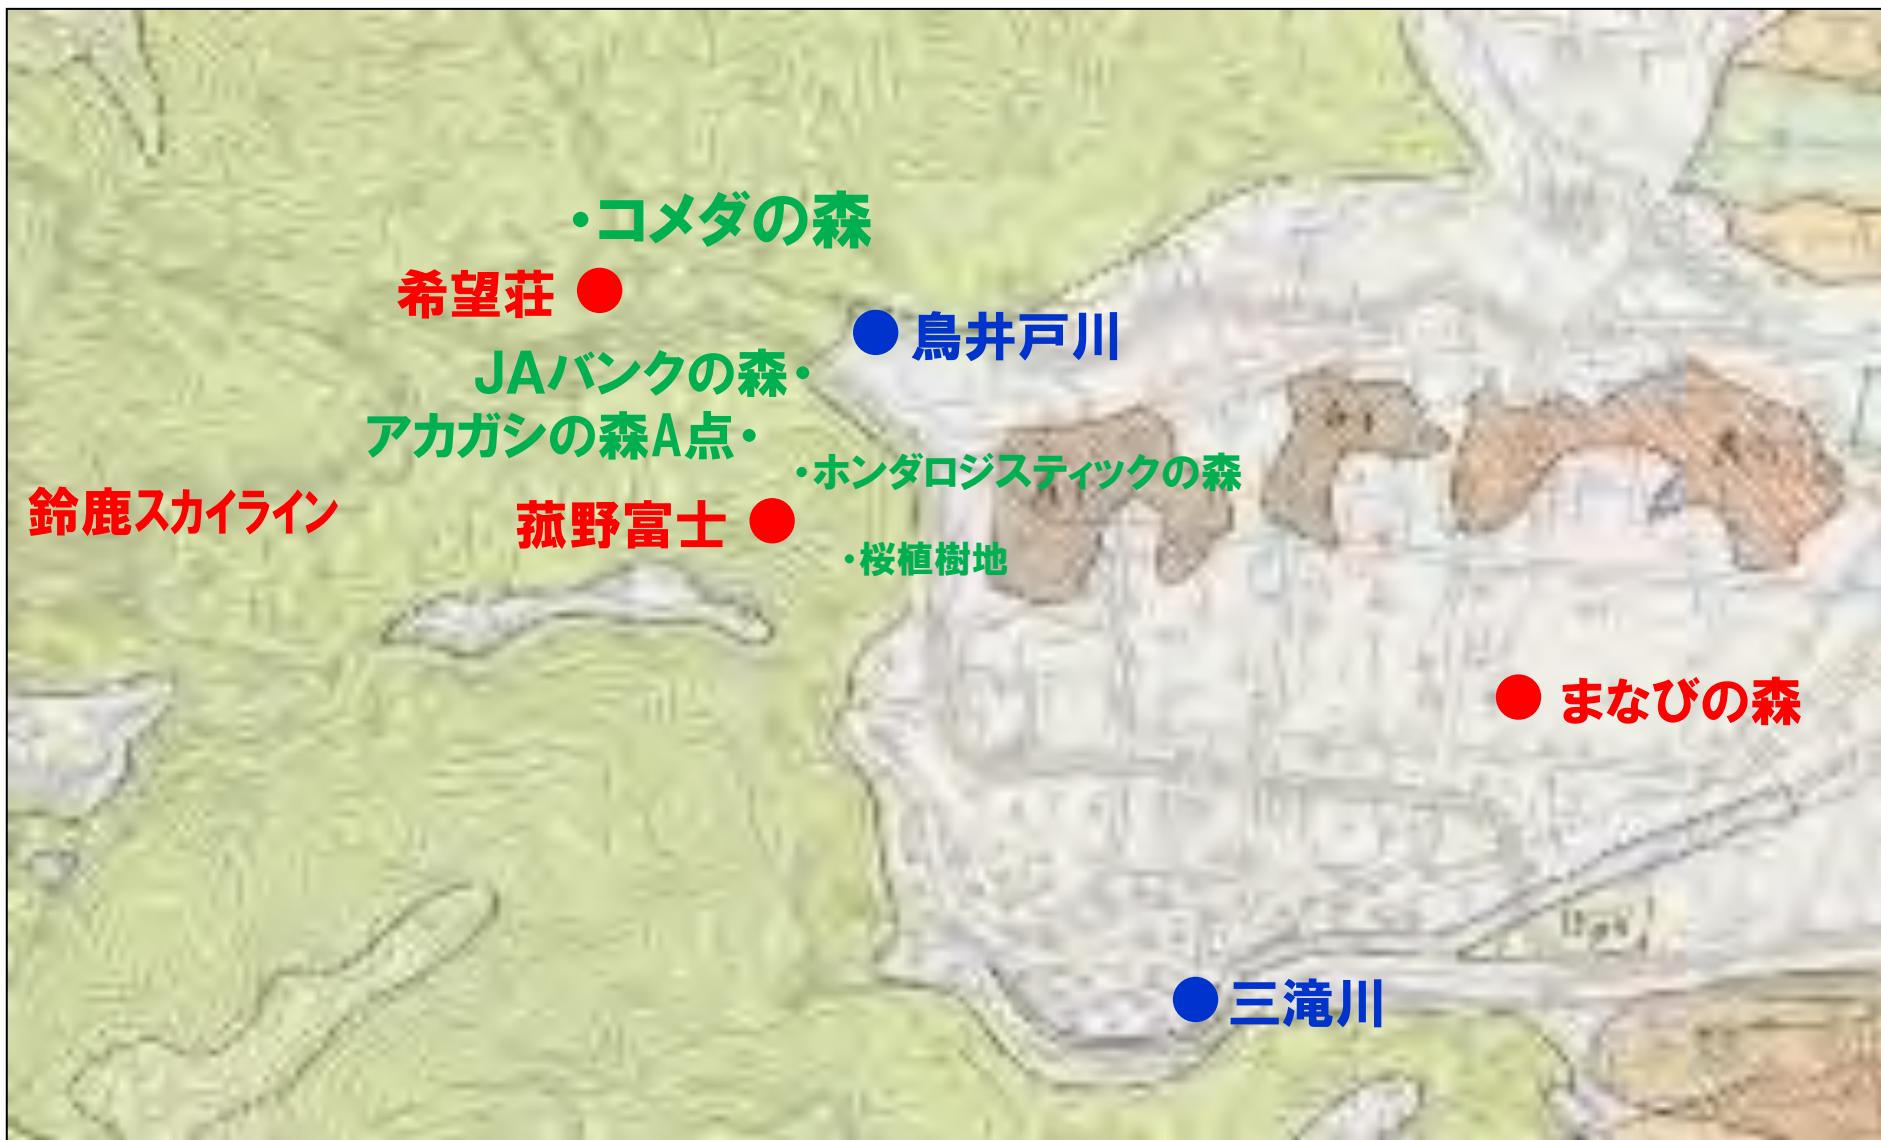 ・コメダの森
希望荘
鳥井戸川
JAバンクの森・
アカガシの森A点・
・ホンダロジスティックの森
鈴鹿スカイライン
菰野富士
・桜植樹地
まなびの森
三滝川